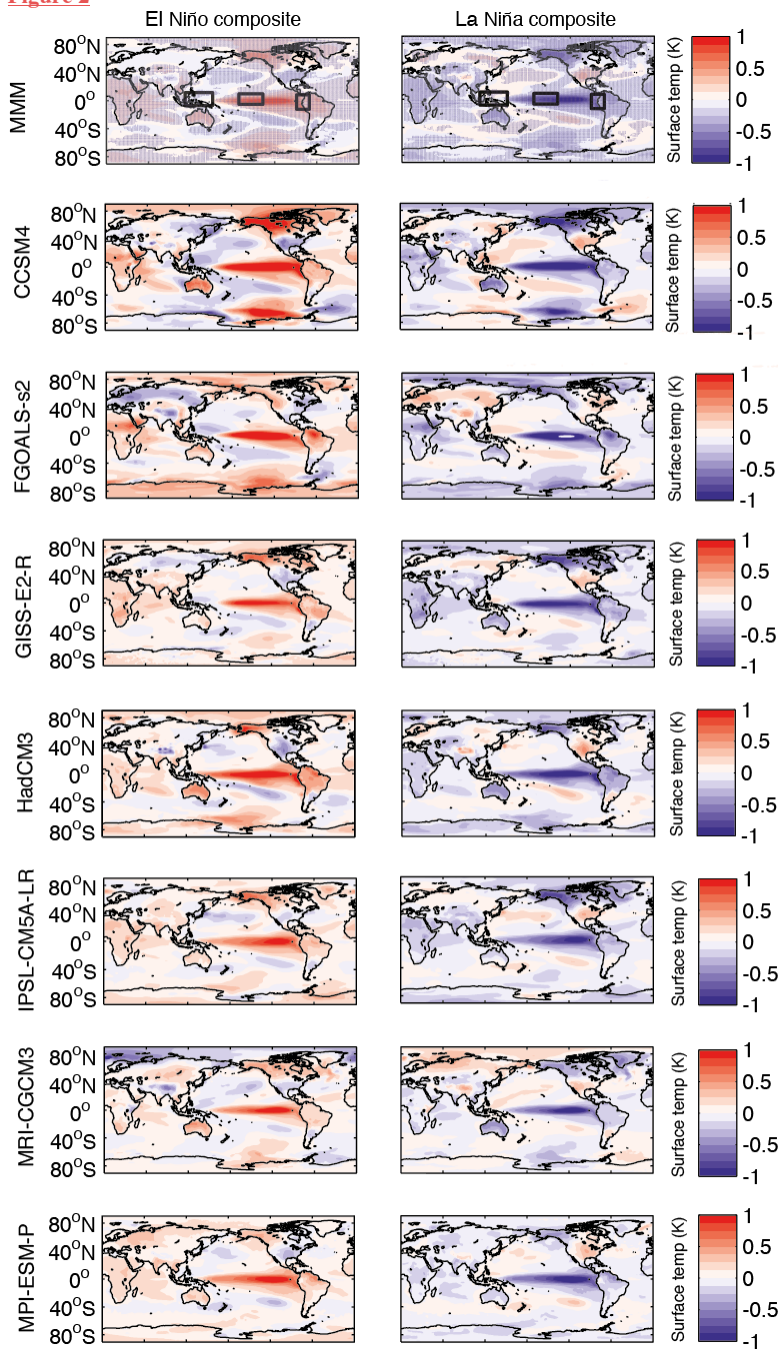 Figure 2
El Niño composite
La Niña composite
MMM
80°N
40°N
0°
40°S
80°S
Surface temp (K)
1
0.5
0
-0.5
-1
CCSM4
80°N
40°N
0°
40°S
80°S
Surface temp (K)
1
0.5
0
-0.5
-1
FGOALS-s2
80°N
40°N
0°
40°S
80°S
Surface temp (K)
1
0.5
0
-0.5
-1
GISS-E2-R
80°N
40°N
0°
40°S
80°S
Surface temp (K)
1
0.5
0
-0.5
-1
HadCM3
80°N
40°N
0°
40°S
80°S
Surface temp (K)
1
0.5
0
-0.5
-1
IPSL-CM5A-LR
80°N
40°N
0°
40°S
80°S
Surface temp (K)
1
0.5
0
-0.5
-1
MRI-CGCM3
80°N
40°N
0°
40°S
80°S
Surface temp (K)
1
0.5
0
-0.5
-1
MPI-ESM-P
80°N
40°N
0°
40°S
80°S
Surface temp (K)
1
0.5
0
-0.5
-1